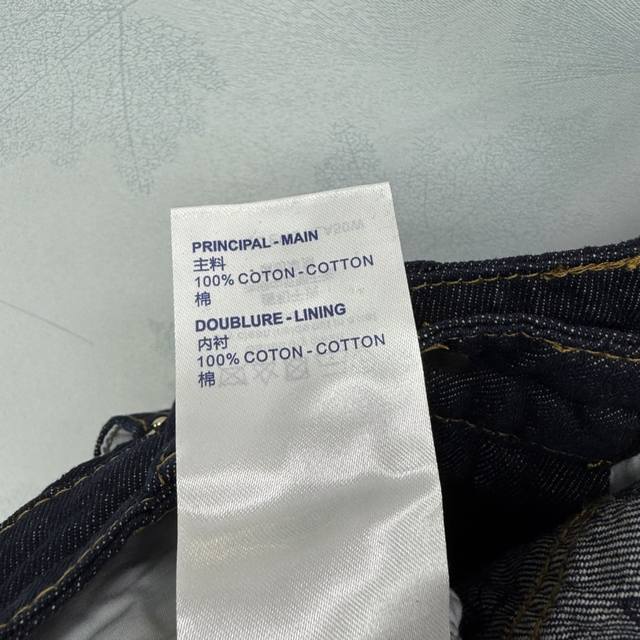 PRINCIPAL - MAIN
主料
100% COTON - COTTON
棉
DOUBLURE - LINING
内衬
100% COTON - COTTON
棉